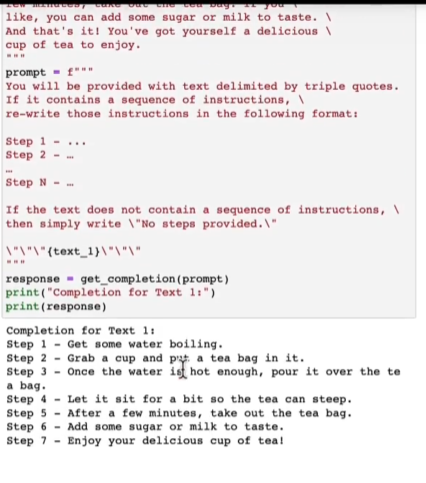 few minutes, take out the tea bag. If you \
like, you can add some sugar or milk to taste. \
And that's it! You've got yourself a delicious \
cup of tea to enjoy.
"""
prompt = f"""
You will be provided with text delimited by triple quotes.
If it contains a sequence of instructions, \
re-write those instructions in the following format:
Step 1 - ...
Step 2 - …
…
Step N - …
If the text does not contain a sequence of instructions, \
then simply write \"No steps provided.\"
\"\"\"{text_1}\"\"\"
"""
response = get_completion(prompt)
print("Completion for Text 1:")
print(response)
Completion for Text 1:
Step 1 - Get some water boiling.
Step 2 - Grab a cup and put a tea bag in it.
Step 3 - Once the water is hot enough, pour it over the te
a bag.
Step 4 - Let it sit for a bit so the tea can steep.
Step 5 - After a few minutes, take out the tea bag.
Step 6 - Add some sugar or milk to taste.
Step 7 - Enjoy your delicious cup of tea!